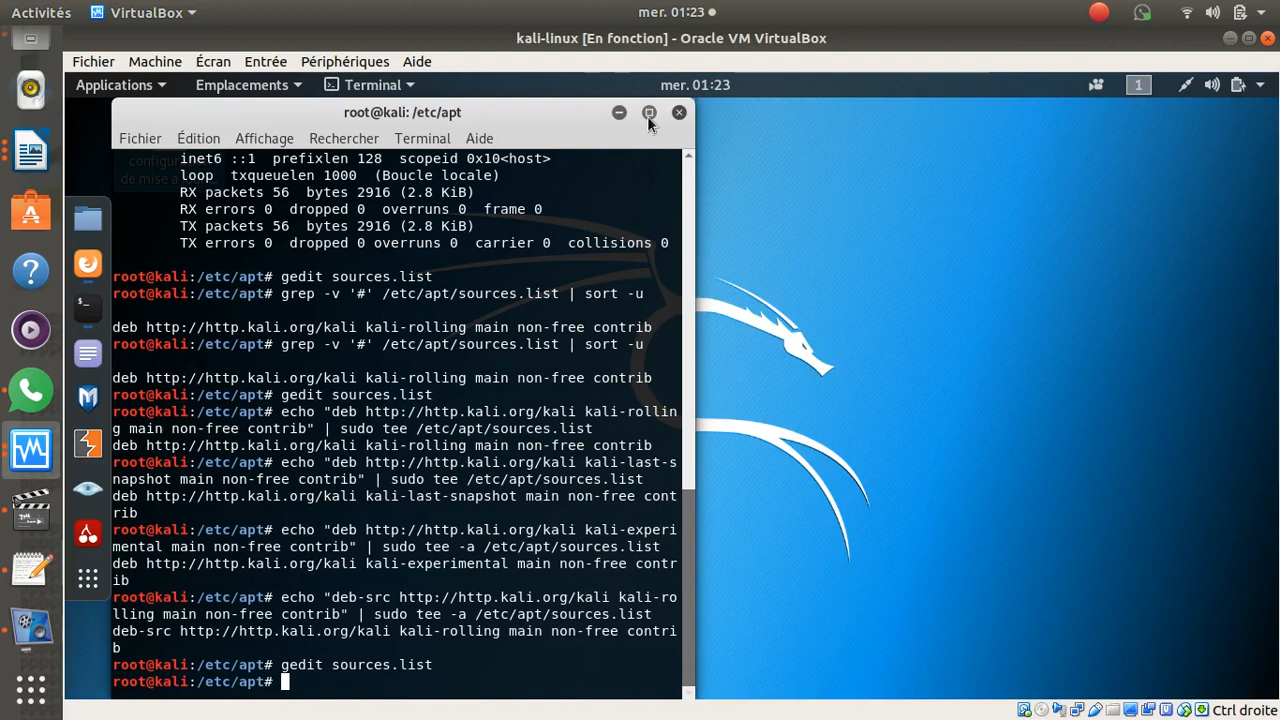 Activités VirtualBox mer. 01:23
kali-linux [En fonction] - Oracle VM VirtualBox
Fichier Machine Écran Entrée Périphériques Aide
Applications Emplacements Terminal mer. 01:23 1
root@kali: /etc/apt
Fichier Édition Affichage Rechercher Terminal Aide
inet6 ::1 prefixlen 128 scopeid 0x10<host>
loop txqueuelen 1000 (Boucle locale)
RX packets 56 bytes 2916 (2.8 KiB)
RX errors 0 dropped 0 overruns 0 frame 0
TX packets 56 bytes 2916 (2.8 KiB)
TX errors 0 dropped 0 overruns 0 carrier 0 collisions 0
root@kali:/etc/apt# gedit sources.list
root@kali:/etc/apt# grep -v '#' /etc/apt/sources.list | sort -u
deb http://http.kali.org/kali kali-rolling main non-free contrib
root@kali:/etc/apt# grep -v '#' /etc/apt/sources.list | sort -u
deb http://http.kali.org/kali kali-rolling main non-free contrib
root@kali:/etc/apt# gedit sources.list
root@kali:/etc/apt# echo "deb http://http.kali.org/kali kali-rollin
g main non-free contrib" | sudo tee /etc/apt/sources.list
deb http://http.kali.org/kali kali-rolling main non-free contrib
root@kali:/etc/apt# echo "deb http://http.kali.org/kali kali-last-s
napshot main non-free contrib" | sudo tee /etc/apt/sources.list
deb http://http.kali.org/kali kali-last-snapshot main non-free cont
rib
root@kali:/etc/apt# echo "deb http://http.kali.org/kali kali-experi
mental main non-free contrib" | sudo tee -a /etc/apt/sources.list
deb http://http.kali.org/kali kali-experimental main non-free contr
ib
root@kali:/etc/apt# echo "deb-src http://http.kali.org/kali kali-ro
lling main non-free contrib" | sudo tee -a /etc/apt/sources.list
deb-src http://http.kali.org/kali kali-rolling main non-free contri
b
root@kali:/etc/apt# gedit sources.list
root@kali:/etc/apt#
Ctrl droite